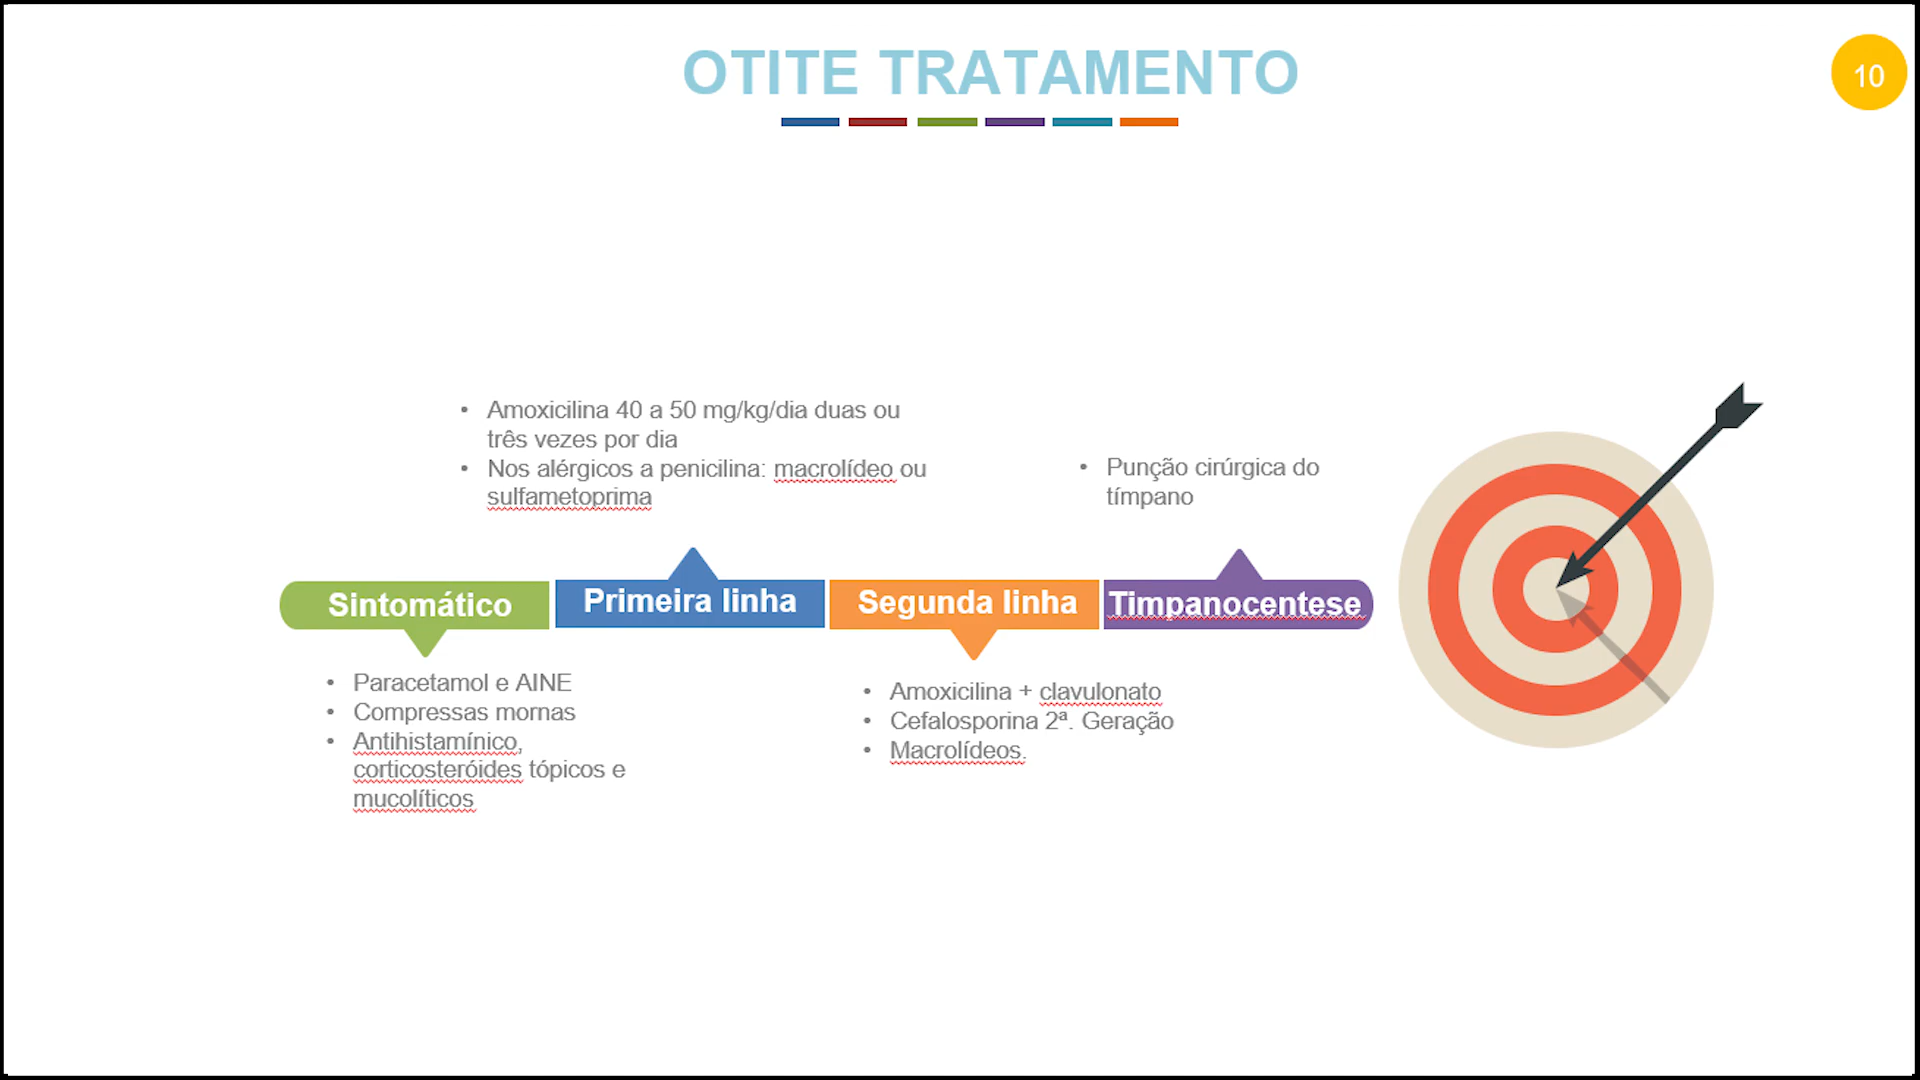 OTITE TRATAMENTO
10
• Amoxicilina 40 a 50 mg/kg/dia duas ou
três vezes por dia
• Nos alérgicos a penicilina: macrolídeo ou
sulfametoprima
• Punção cirúrgica do
tímpano
Sintomático
Primeira linha
Segunda linha
Timpanocentese
• Paracetamol e AINE
• Compressas mornas
• Antihistamínico,
corticosteróides tópicos e
mucolíticos
• Amoxicilina + clavulonato
• Cefalosporina 2ª. Geração
• Macrolídeos.